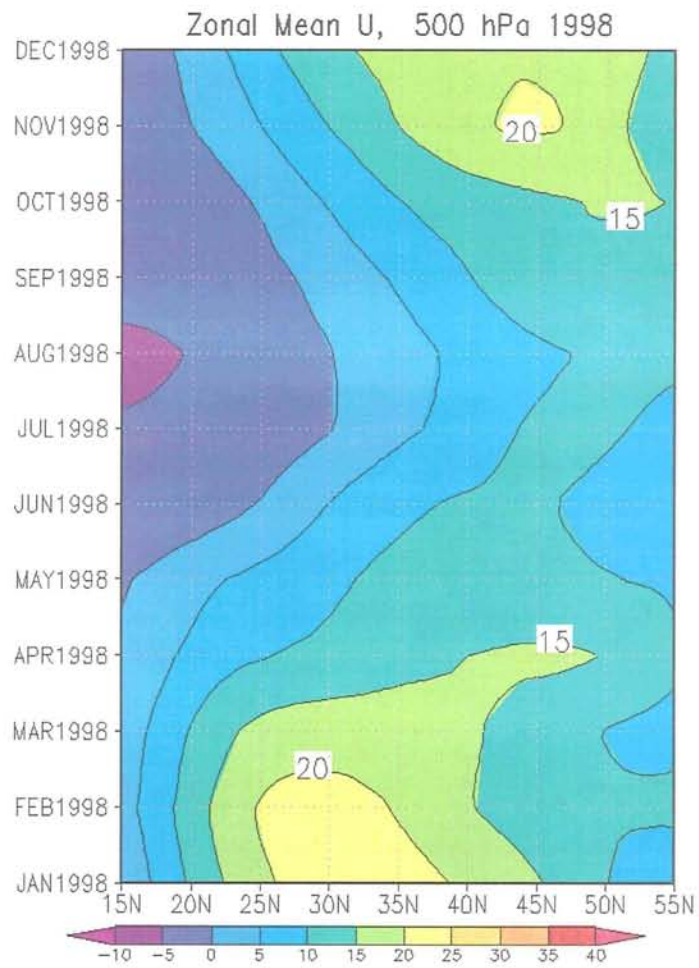 Zonal Mean U, 500 hPa 1998
DEC1998
NOV1998
20
OCT1998
15
SEP1998
AUG1998
JUL1998
JUN1998
MAY1998
APR1998
15
MAR1998
20
FEB1998
JAN1998
15N 20N 25N 30N 35N 40N 45N 50N 55N
-10 -5 0 5 10 15 20 25 30 35 40